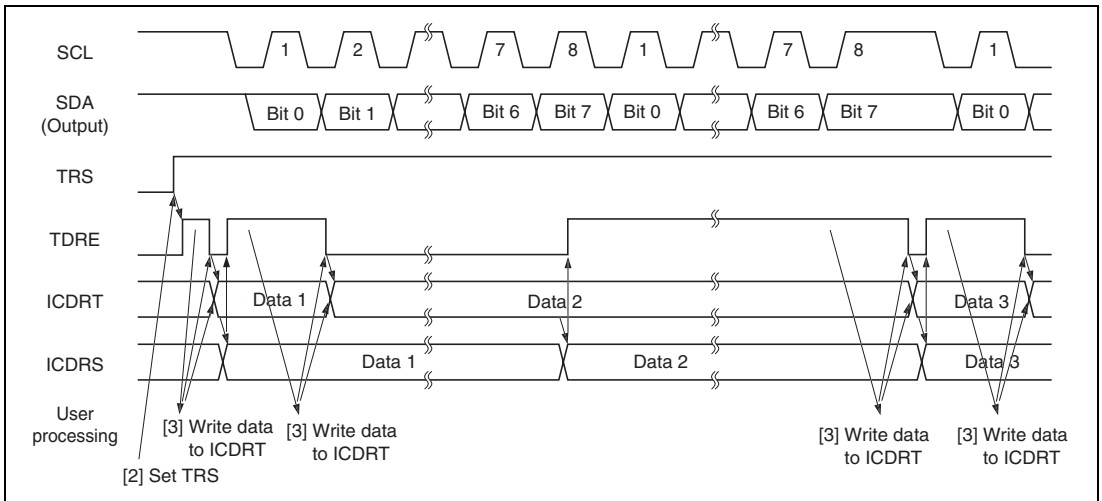 SCL 1 2 7 8 1 7 8 1
SDA
(Output)
Bit 0 Bit 1 Bit 6 Bit 7 Bit 0 Bit 6 Bit 7 Bit 0
TRS
TDRE
ICDRT Data 1 Data 2 Data 3
ICDRS Data 1 Data 2 Data 3
User
processing
[3] Write data
to ICDRT
[3] Write data
to ICDRT
[3] Write data
to ICDRT
[3] Write data
to ICDRT
[2] Set TRS